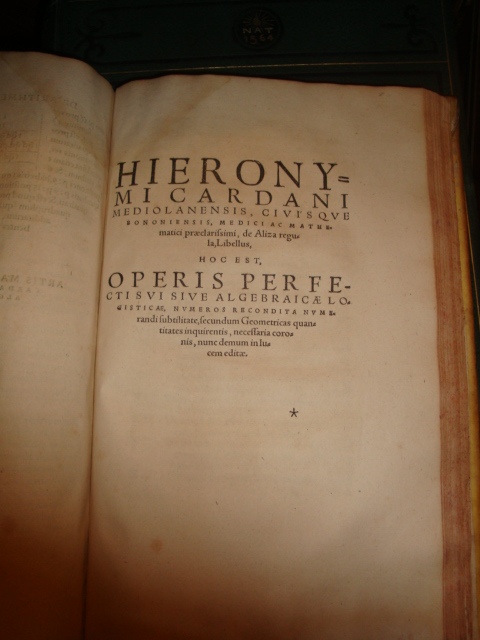 HIERONY=
MI CARDANI
MEDIOLANENSIS, CIVISQVE
BONONIENSIS, MEDICI AC MATHE-
matici præclarissimi, de Aliza regu-
la, Libellus,
HOC EST,
OPERIS PERFE-
CTI SVI SIVE ALGEBRAICÆ LO-
GISTICAE, NVMEROS RECONDITA NVME-
randi subtilitate, secundum Geometricas quan-
titates inquirentis, necessaria coro-
nis, nunc demum in lu-
cem editæ.
*